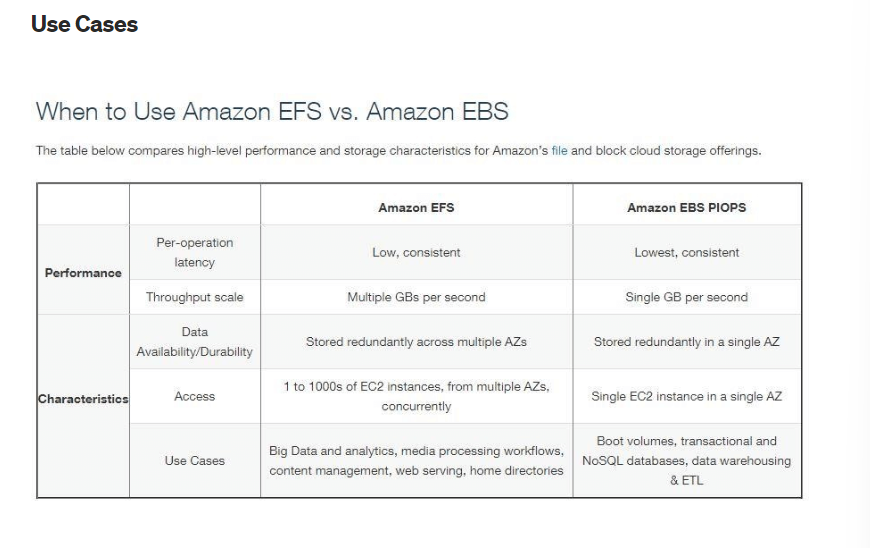 Use Cases
When to Use Amazon EFS vs. Amazon EBS
The table below compares high-level performance and storage characteristics for Amazon's file and block cloud storage offerings.
Amazon EFS
Amazon EBS PIOPS
Performance
Per-operation
latency
Low, consistent
Lowest, consistent
Throughput scale
Multiple GBs per second
Single GB per second
Characteristics
Data
Availability/Durability
Stored redundantly across multiple AZs
Stored redundantly in a single AZ
Access
1 to 1000s of EC2 instances, from multiple AZs,
concurrently
Single EC2 instance in a single AZ
Use Cases
Big Data and analytics, media processing workflows,
content management, web serving, home directories
Boot volumes, transactional and
NoSQL databases, data warehousing
& ETL